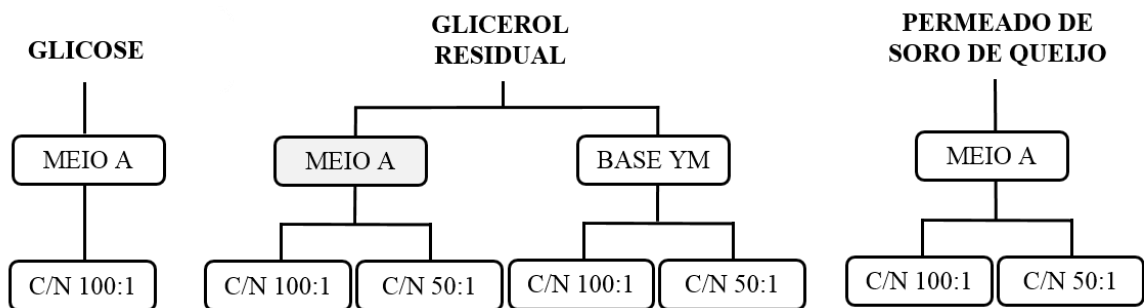 GLICOSE
GLICEROL
RESIDUAL
PERMEADO DE
SORO DE QUEIJO
MEIO A
MEIO A
BASE YM
MEIO A
C/N 100:1
C/N 100:1
C/N 50:1
C/N 100:1
C/N 50:1
C/N 100:1
C/N 50:1